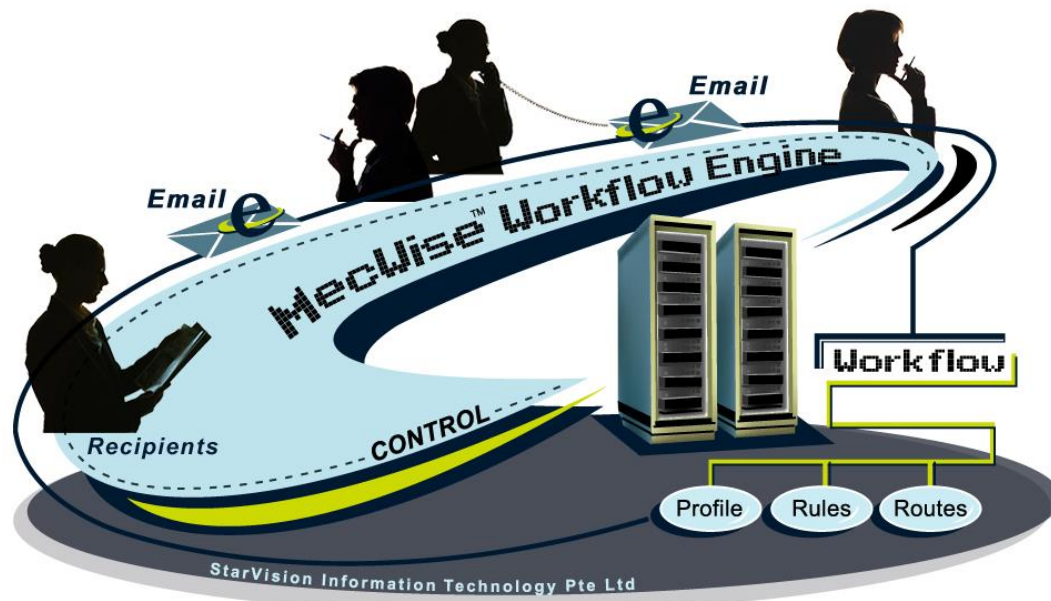 Email
Email
MecWise™ Workflow Engine
Workflow
Recipients
CONTROL
Profile
Rules
Routes
StarVision Information Technology Pte Ltd